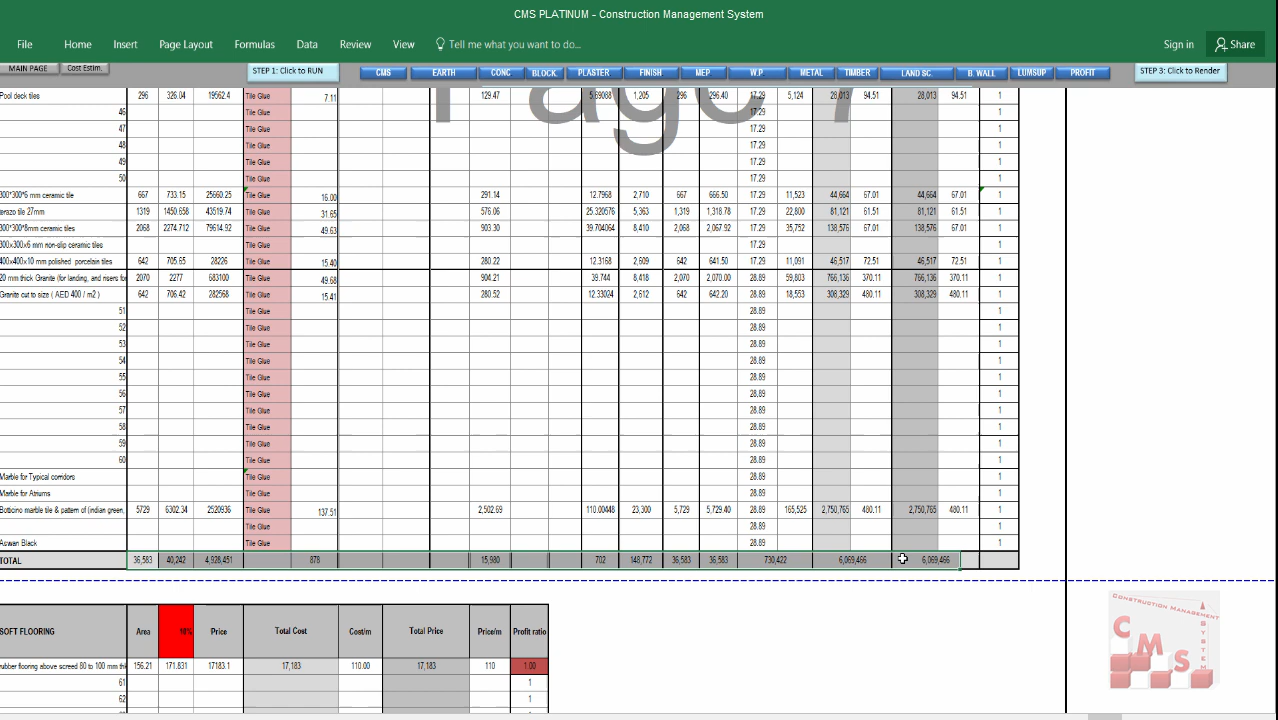 CMS PLATINUM - Construction Management System
File Home Insert Page Layout Formulas Data Review View Tell me what you want to do... Sign in Share
MAIN PAGE Cost Estim. STEP 1: Click to RUN CMS EARTH CONC BLOCK. PLASTER FINISH MEP W.P METAL TIMBER LAND SC. B. WALL LUMSUP PROFIT STEP 3: Click to Render
Page 7
Pool deck tiles 296 326.04 19562.4 Tile Glue 7.11 129.47 5.69088 1,205 296 296.40 17.29 5,124 28,013 94.51 28,013 94.51 1
46 Tile Glue 17.29 1
47 Tile Glue 17.29 1
48 Tile Glue 17.29 1
49 Tile Glue 17.29 1
50 Tile Glue 17.29 1
300*300*6 mm ceramic tile 667 733.15 25660.25 Tile Glue 16.00 291.14 12.7968 2,710 667 666.50 17.29 11,523 44,664 67.01 44,664 67.01 1
terazo tile 27mm 1319 1450.658 43519.74 Tile Glue 31.65 576.06 25.320576 5,363 1,319 1,318.78 17.29 22,800 81,121 61.51 81,121 61.51 1
300*300*8mm ceramic tiles 2068 2274.712 79614.92 Tile Glue 49.63 903.30 39.704064 8,410 2,068 2,067.92 17.29 35,752 138,576 67.01 138,576 67.01 1
300x300x6 mm non-slip ceramic tiles Tile Glue 17.29 1
400x400x10 mm polished porcelain tiles 642 705.65 28226 Tile Glue 15.40 280.22 12.3168 2,609 642 641.50 17.29 11,091 46,517 72.51 46,517 72.51 1
20 mm thick Granite (for landing, and risers for 2070 2277 683100 Tile Glue 49.68 904.21 39.744 8,418 2,070 2,070.00 28.89 59,803 766,136 370.11 766,136 370.11 1
Granite cut to size ( AED 400 / m2 ) 642 706.42 282568 Tile Glue 15.41 280.52 12.33024 2,612 642 642.20 28.89 18,553 308,329 480.11 308,329 480.11 1
51 Tile Glue 28.89 1
52 Tile Glue 28.89 1
53 Tile Glue 28.89 1
54 Tile Glue 28.89 1
55 Tile Glue 28.89 1
56 Tile Glue 28.89 1
57 Tile Glue 28.89 1
58 Tile Glue 28.89 1
59 Tile Glue 28.89 1
60 Tile Glue 28.89 1
Marble for Typical corridors Tile Glue 28.89 1
Marble for Atriums Tile Glue 28.89 1
Botticino marble tile & pattern of (indian green, 5729 6302.34 2520936 Tile Glue 137.51 2,502.69 110.00448 23,300 5,729 5,729.40 28.89 165,525 2,750,765 480.11 2,750,765 480.11 1
Tile Glue 28.89 1
Aswan Black Tile Glue 28.89 1
TOTAL 36,583 40,242 4,928,451 878 15,980 702 148,772 36,583 36,583 730,422 6,069,466 6,069,466
SOFT FLOORING Area 10% Price Total Cost Cost/m Total Price Price/m Profit ratio
rubber flooring above screed 80 to 100 mm thi 156.21 171.831 17183.1 17,183 110.00 17,183 110 1.00
61 1
62 1
CONSTRUCTION MANAGEMENT
SYSTEM
CMS